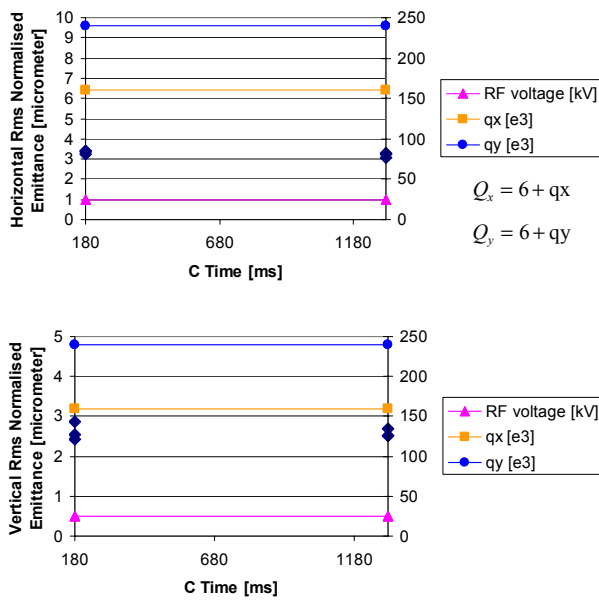 Horizontal Rms Normalised
Emittance [micrometer]
10
9
8
7
6
5
4
3
2
1
0
250
200
150
100
50
0
180
680
1180
C Time [ms]
RF voltage [kV]
qx [e3]
qy [e3]
Q_x = 6 + qx
Q_y = 6 + qy
Vertical Rms Normalised
Emittance [micrometer]
5
4
3
2
1
0
250
200
150
100
50
0
180
680
1180
C Time [ms]
RF voltage [kV]
qx [e3]
qy [e3]